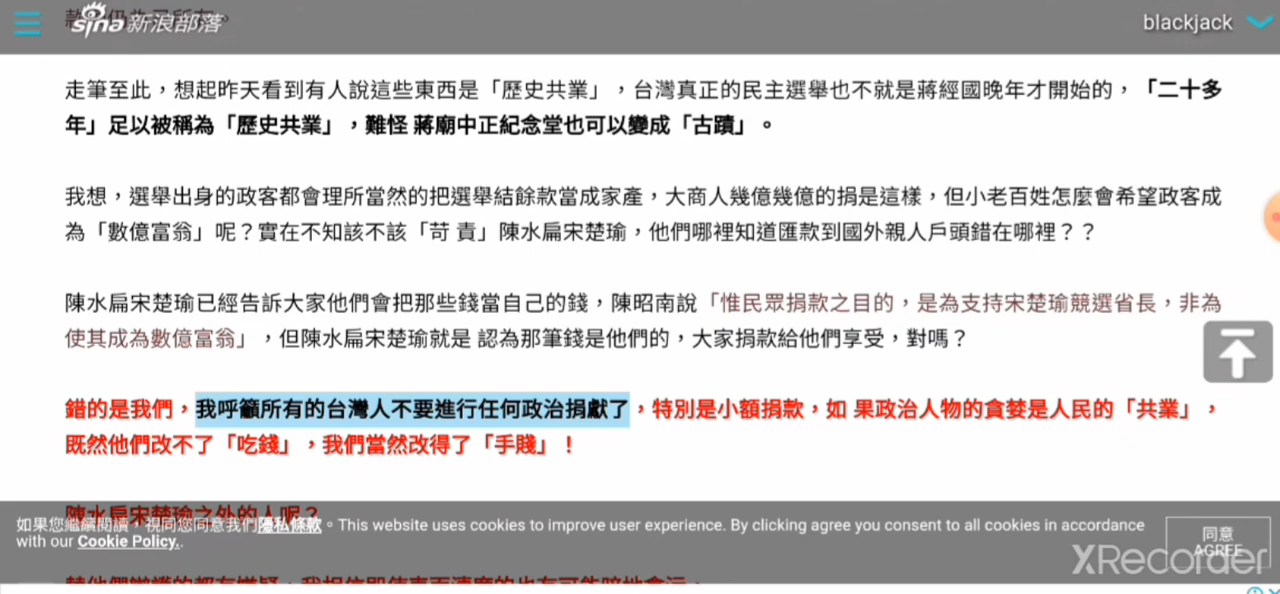 sina 新浪部落
blackjack
走筆至此，想起昨天看到有人說這些東西是「歷史共業」，台灣真正的民主選舉也不就是蔣經國晚年才開始的，「二十多
年」足以被稱為「歷史共業」，難怪 蔣廟中正紀念堂也可以變成「古蹟」。
我想，選舉出身的政客都會理所當然的把選舉結餘款當成家產，大商人幾億幾億的捐是這樣，但小老百姓怎麼會希望政客成
為「數億富翁」呢？實在不知該不該「苛 責」陳水扁宋楚瑜，他們哪裡知道匯款到國外親人戶頭錯在哪裡？？
陳水扁宋楚瑜已經告訴大家他們會把那些錢當自己的錢，陳昭南說「惟民眾捐款之目的，是為支持宋楚瑜競選省長，非為
使其成為數億富翁」，但陳水扁宋楚瑜就是 認為那筆錢是他們的，大家捐款給他們享受，對嗎？
錯的是我們，我呼籲所有的台灣人不要進行任何政治捐獻了，特別是小額捐款，如 果政治人物的貪婪是人民的「共業」，
既然他們改不了「吃錢」，我們當然改得了「手賤」！
陳水扁宋楚瑜之外的人呢？
如果您繼續閱讀，視同您同意我們隱私條款。This website uses cookies to improve user experience. By clicking agree you consent to all cookies in accordance
with our Cookie Policy..
同意
AGREE
XRecorder